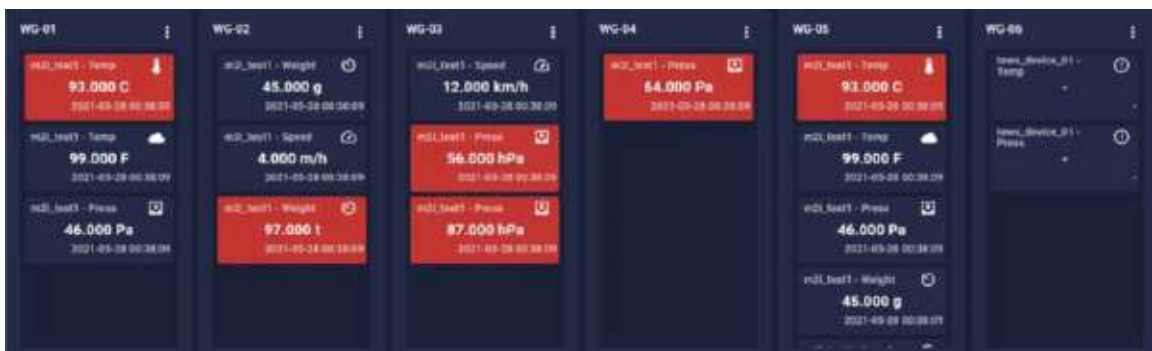 WG-01
m2l_test1 - Temp
93.000 C
2021-05-28 00:38:09
m2l_test1 - Temp
99.000 F
2021-05-28 00:38:09
m2l_test1 - Press
46.000 Pa
2021-05-28 00:38:09
WG-02
m2l_test1 - Weight
45.000 g
2021-05-28 00:38:09
m2l_test1 - Speed
4.000 m/h
2021-05-28 00:38:09
m2l_test1 - Weight
97.000 t
2021-05-28 00:38:09
WG-03
m2l_test1 - Speed
12.000 km/h
2021-05-28 00:38:09
m2l_test1 - Press
56.000 hPa
2021-05-28 00:38:09
m2l_test1 - Press
87.000 hPa
2021-05-28 00:38:09
WG-04
m2l_test1 - Press
64.000 Pa
2021-05-28 00:38:09
WG-05
m2l_test1 - Temp
93.000 C
2021-05-28 00:38:09
m2l_test1 - Temp
99.000 F
2021-05-28 00:38:09
m2l_test1 - Press
46.000 Pa
2021-05-28 00:38:09
m2l_test1 - Weight
45.000 g
2021-05-28 00:38:09
WG-06
_device_01 -
Temp
-
-
_device_01 -
Press
-
-